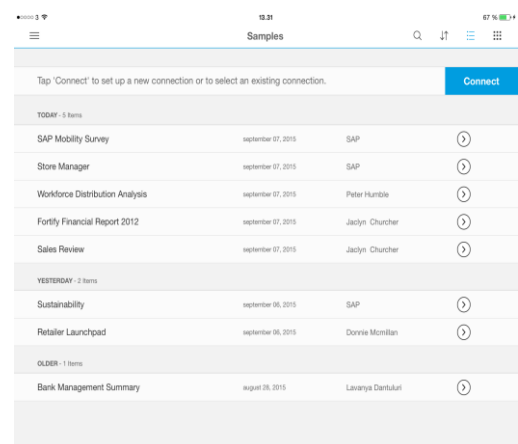 3 13.31 67 %
Samples
Tap 'Connect' to set up a new connection or to select an existing connection. Connect
TODAY - 5 Items
SAP Mobility Survey september 07, 2015 SAP
Store Manager september 07, 2015 SAP
Workforce Distribution Analysis september 07, 2015 Peter Humble
Fortify Financial Report 2012 september 07, 2015 Jaclyn Churcher
Sales Review september 07, 2015 Jaclyn Churcher
YESTERDAY - 2 Items
Sustainability september 06, 2015 SAP
Retailer Launchpad september 06, 2015 Donnie Mcmillan
OLDER - 1 Items
Bank Management Summary august 28, 2015 Lavanya Dantuluri